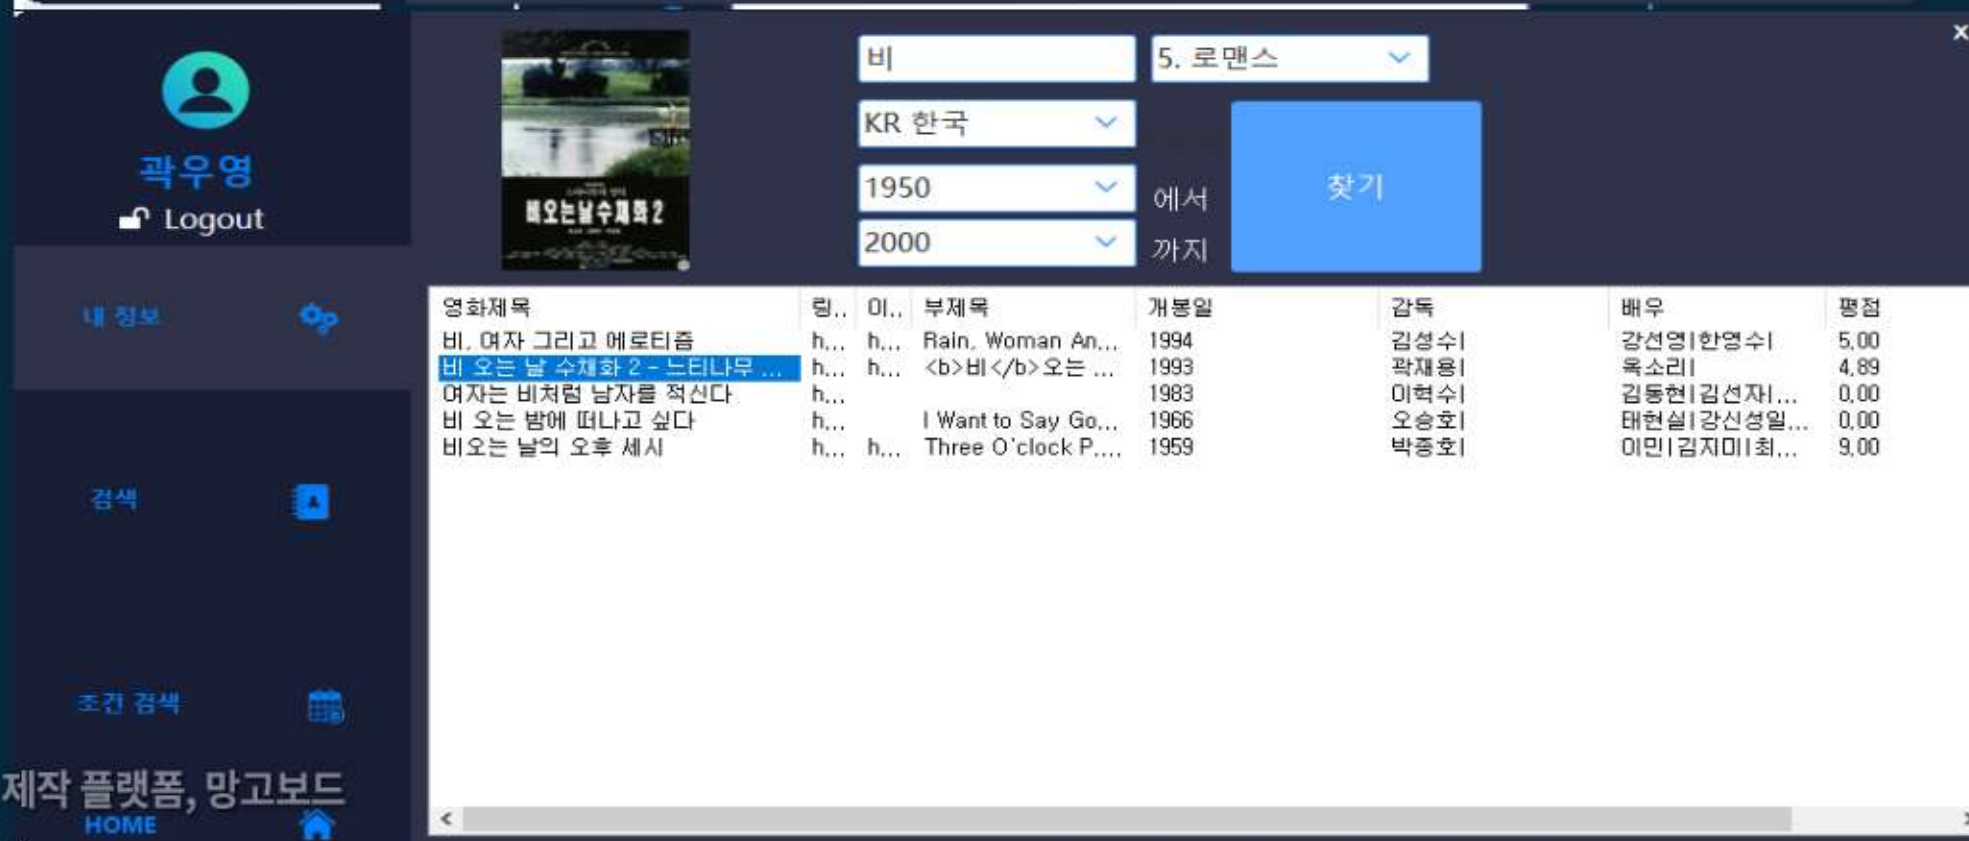 곽우영
Logout
내 정보
검색
조건 검색
제작 플랫폼, 망고보드
HOME
비오는날수채화2
비
5. 로맨스
KR 한국
1950
에서
2000
까지
찾기
영화제목 링.. 이.. 부제목 개봉일 감독 배우 평점
비, 여자 그리고 에로티즘 h... h... Rain, Woman An... 1994 김성수| 강선영|한영수| 5.00
비 오는 날 수채화 2 - 느티나무 ... h... h... <b>비</b>오는 ... 1993 곽재용| 옥소리| 4.89
여자는 비처럼 남자를 적신다 h... 1983 이혁수| 김동현|김선자|... 0.00
비 오는 밤에 떠나고 싶다 h... I Want to Say Go... 1966 오승호| 태현실|강신성일... 0.00
비오는 날의 오후 세시 h... h... Three O'clock P.... 1959 박종호| 이민|김지미|최... 9.00